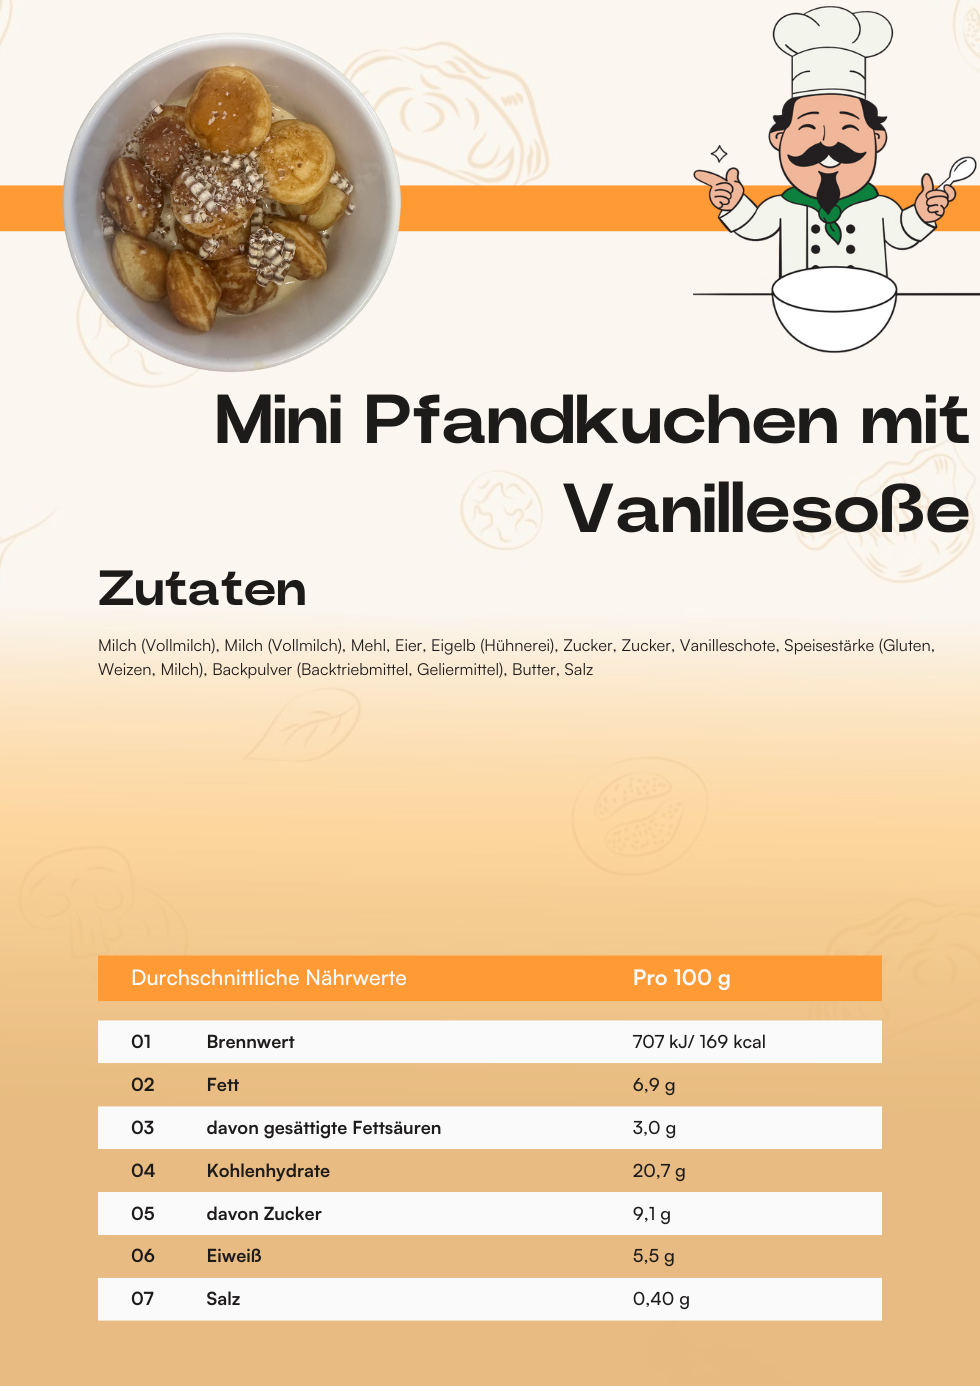 Mini Pfandkuchen mit
Vanillesoße
Zutaten
Milch (Vollmilch), Milch (Vollmilch), Mehl, Eier, Eigelb (Hühnerei), Zucker, Zucker, Vanilleschote, Speisestärke (Gluten,
Weizen, Milch), Backpulver (Backtriebmittel, Geliermittel), Butter, Salz
Durchschnittliche Nährwerte Pro 100 g
01 Brennwert 707 kJ/ 169 kcal
02 Fett 6,9 g
03 davon gesättigte Fettsäuren 3,0 g
04 Kohlenhydrate 20,7 g
05 davon Zucker 9,1 g
06 Eiweiß 5,5 g
07 Salz 0,40 g